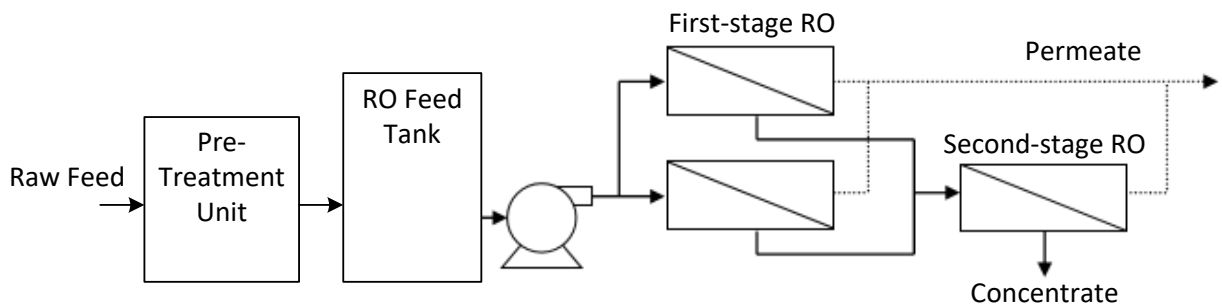 First-stage RO
Permeate
RO Feed
Tank
Pre-
Treatment
Unit
Raw Feed
Second-stage RO
Concentrate